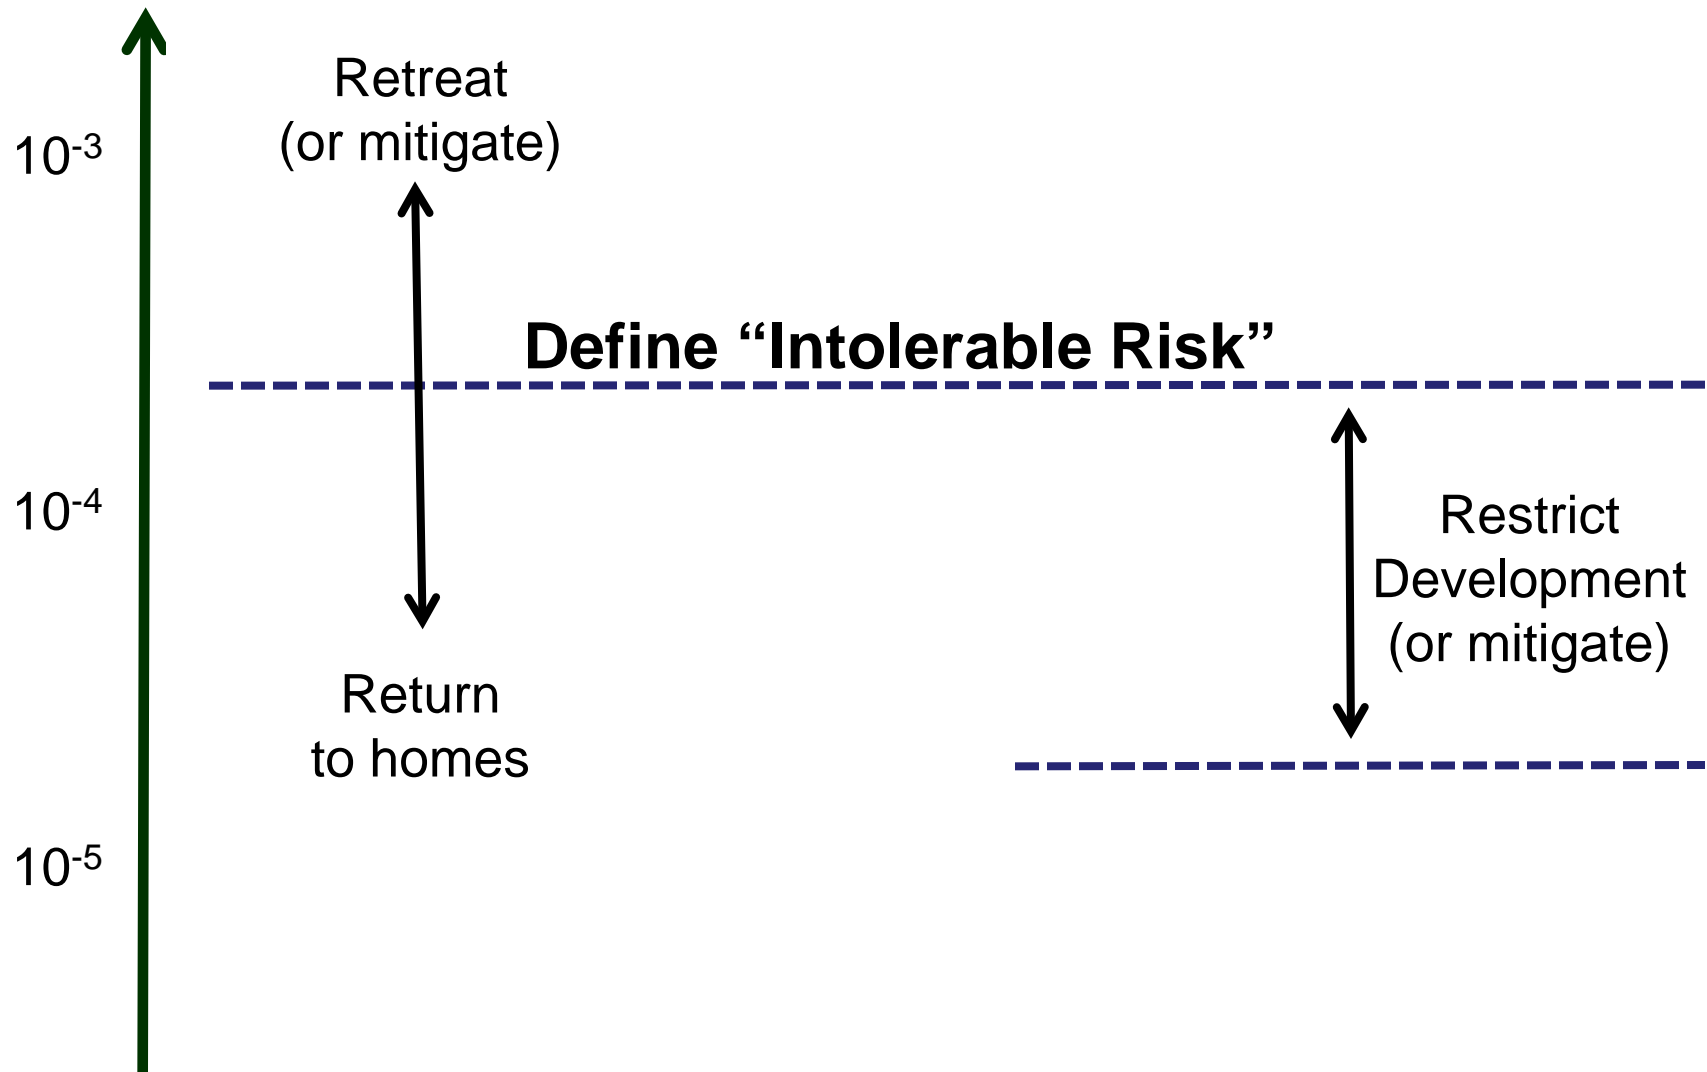 Retreat
(or mitigate)
10⁻³
Define “Intolerable Risk”
10⁻⁴
Restrict
Development
(or mitigate)
Return
to homes
10⁻⁵